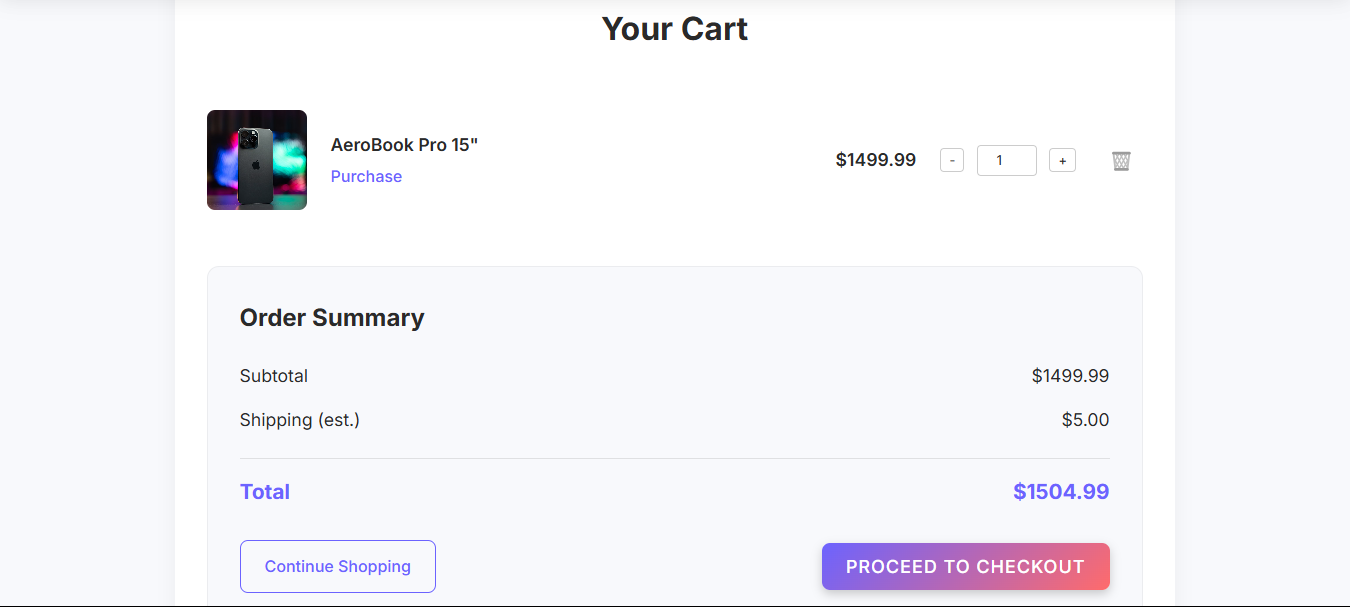 Your Cart
AeroBook Pro 15"
Purchase
$1499.99
-
1
+
Order Summary
Subtotal $1499.99
Shipping (est.) $5.00
Total $1504.99
Continue Shopping
PROCEED TO CHECKOUT